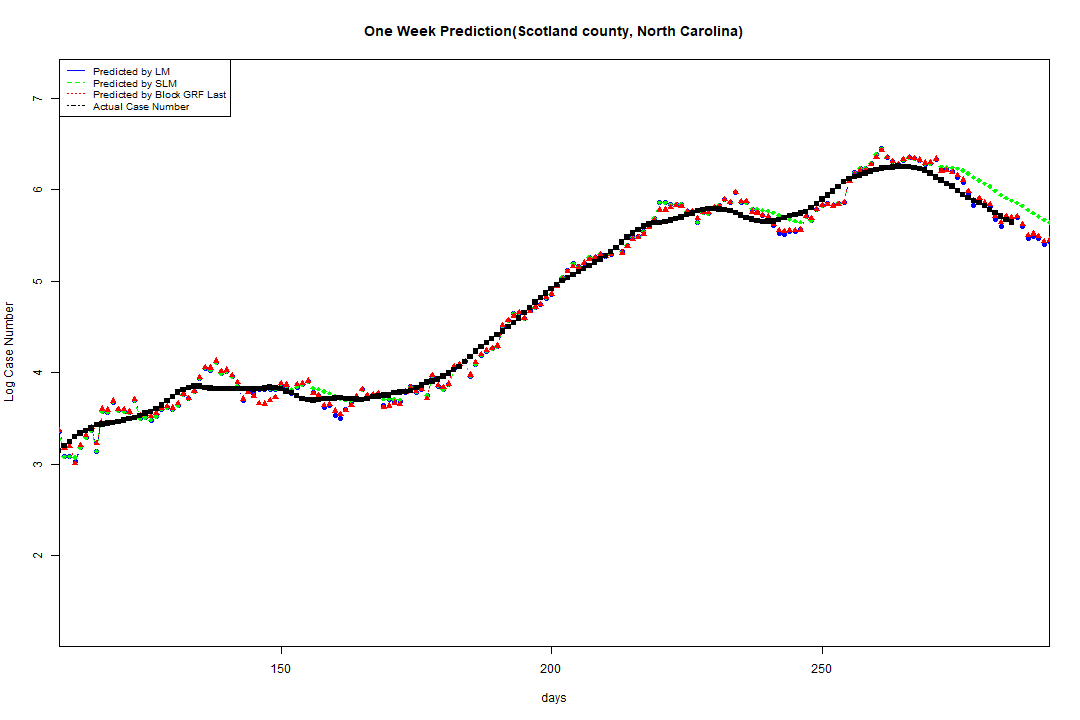 One Week Prediction(Scotland county, North Carolina)
Predicted by LM
Predicted by SLM
Predicted by Block GRF Last
Actual Case Number
7
6
5
4
3
2
Log Case Number
150 200 250
days